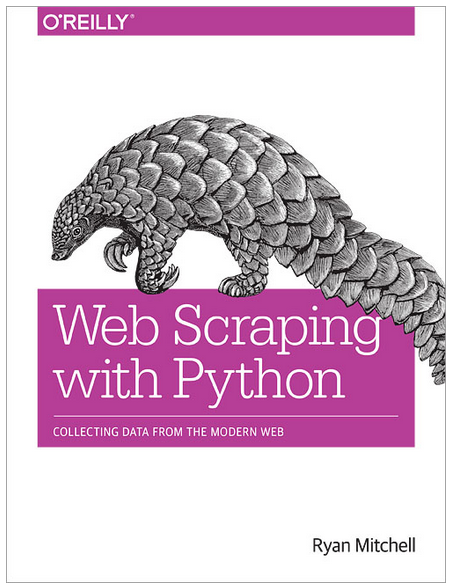 O'REILLY®
Web Scraping
with Python
COLLECTING DATA FROM THE MODERN WEB
Ryan Mitchell